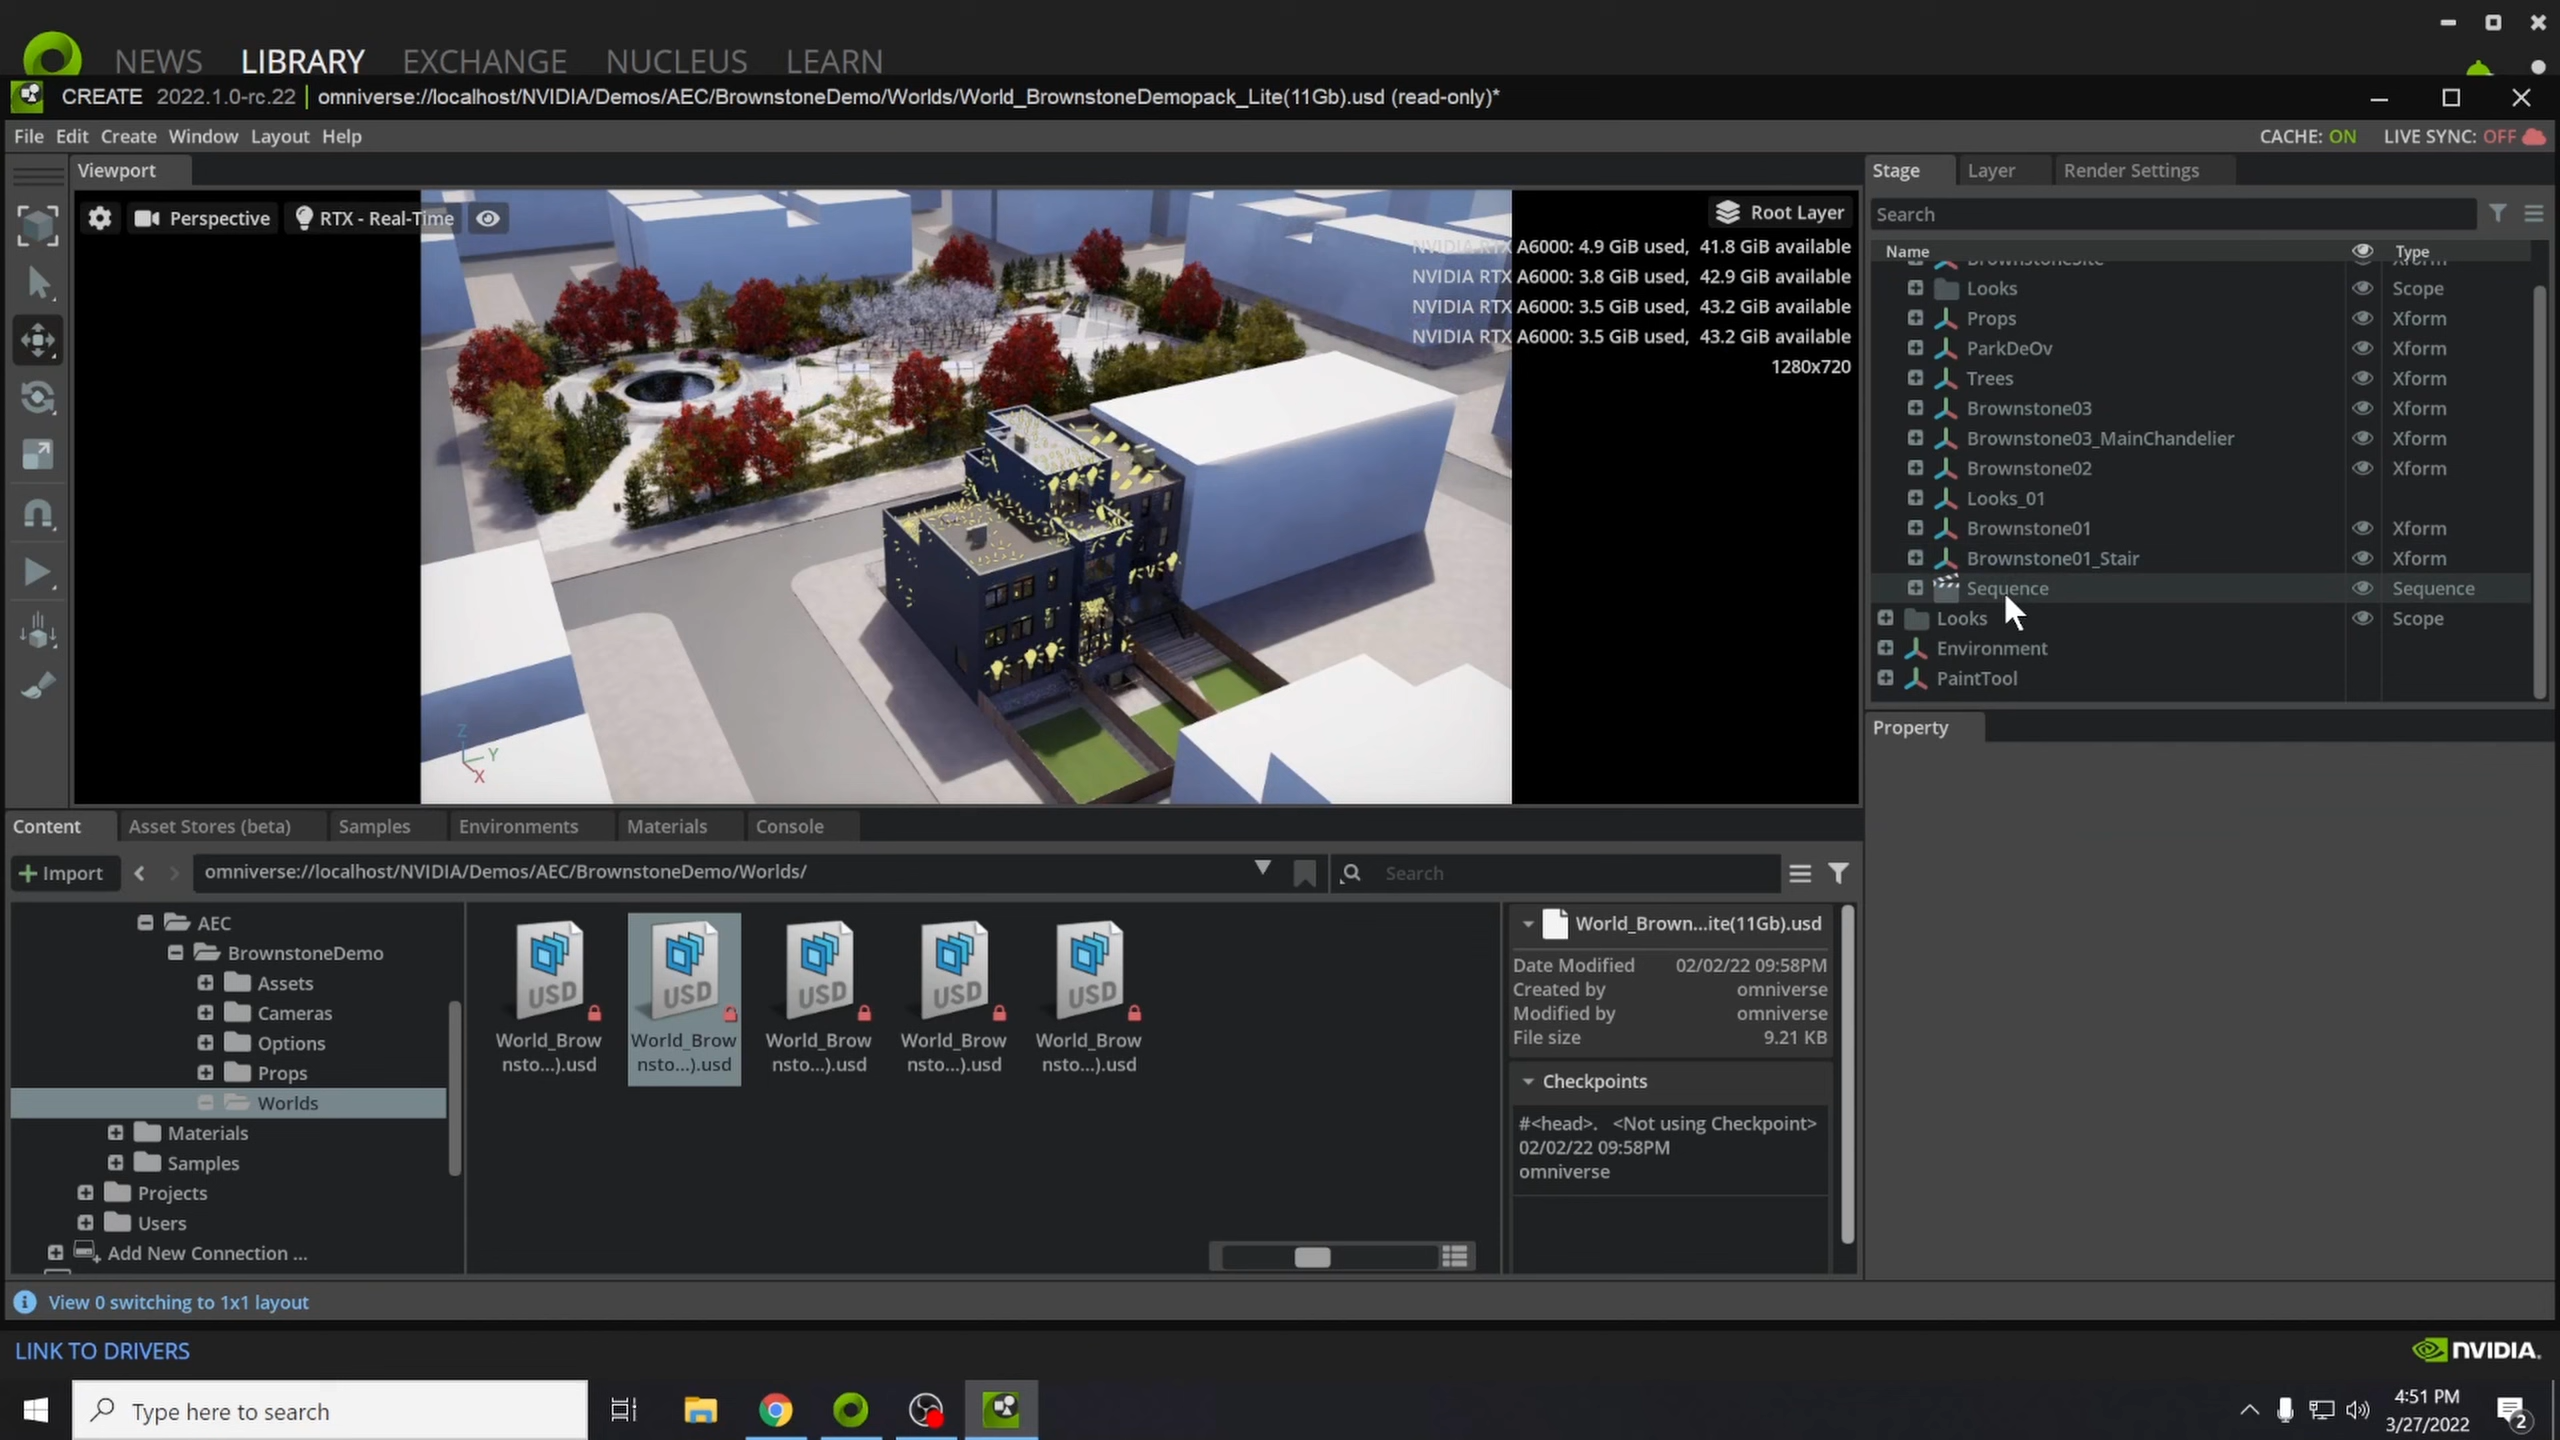 NEWS LIBRARY EXCHANGE NUCLEUS LEARN
CREATE 2022.1.0-rc.22 | omniverse://localhost/NVIDIA/Demos/AEC/BrownstoneDemo/Worlds/World_BrownstoneDemopack_Lite(11Gb).usd (read-only)*
File Edit Create Window Layout Help
CACHE: ON LIVE SYNC: OFF
Viewport
Perspective RTX - Real-Time
Root Layer
NVIDIA RTX A6000: 4.9 GiB used, 41.8 GiB available
NVIDIA RTX A6000: 3.8 GiB used, 42.9 GiB available
NVIDIA RTX A6000: 3.5 GiB used, 43.2 GiB available
NVIDIA RTX A6000: 3.5 GiB used, 43.2 GiB available
1280x720
Z
Y
X
Stage Layer Render Settings
Search
Name Type
BrownstoneSite Xform
Looks Scope
Props Xform
ParkDeOv Xform
Trees Xform
Brownstone03 Xform
Brownstone03_MainChandelier Xform
Brownstone02 Xform
Looks_01
Brownstone01 Xform
Brownstone01_Stair Xform
Sequence Sequence
Looks Scope
Environment
PaintTool
Property
Content Asset Stores (beta) Samples Environments Materials Console
+ Import omniverse://localhost/NVIDIA/Demos/AEC/BrownstoneDemo/Worlds/ Search
AEC
BrownstoneDemo
Assets
Cameras
Options
Props
Worlds
Materials
Samples
Projects
Users
Add New Connection ...
USD USD USD USD USD
World_Brow World_Brow World_Brow World_Brow World_Brow
nsto...).usd nsto...).usd nsto...).usd nsto...).usd nsto...).usd
World_Brown...ite(11Gb).usd
Date Modified 02/02/22 09:58PM
Created by omniverse
Modified by omniverse
File size 9.21 KB
Checkpoints
#<head>. <Not using Checkpoint>
02/02/22 09:58PM
omniverse
View 0 switching to 1x1 layout
LINK TO DRIVERS
NVIDIA.
Type here to search
4:51 PM
3/27/2022
2